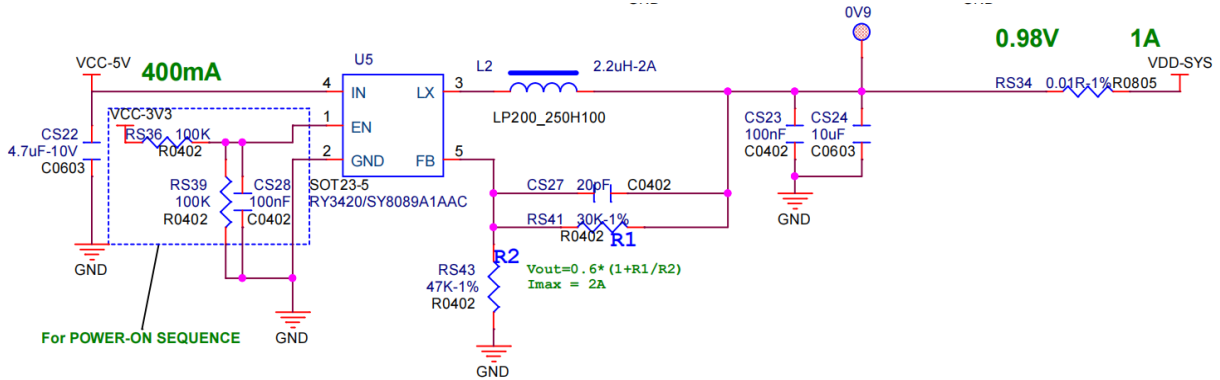 0V9
0.98V
1A
VCC-5V
400mA
U5
L2
2.2uH-2A
VDD-SYS
RS34
0.01R-1%
R0805
4
IN
LX
3
VCC-3V3
LP200_250H100
RS36
100K
R0402
1
EN
CS22
4.7uF-10V
C0603
CS23
100nF
C0402
CS24
10uF
C0603
2
GND
FB
5
RS39
100K
R0402
CS28
100nF
C0402
SOT23-5
RY3420/SY8089A1AAC
CS27
20pF
C0402
RS41
30K-1%
R0402
R1
GND
GND
R2
RS43
47K-1%
R0402
Vout=0.6*(1+R1/R2)
Imax = 2A
For POWER-ON SEQUENCE
GND
GND